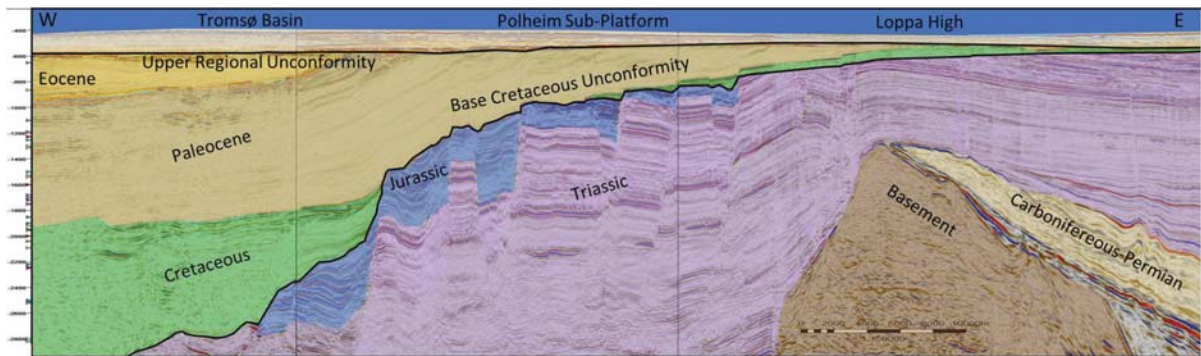 W Tromsø Basin Polheim Sub-Platform Loppa High E
Upper Regional Unconformity
Eocene
Base Cretaceous Unconformity
Paleocene
Jurassic
Triassic
Basement
Carbonifereous-Permian
Cretaceous